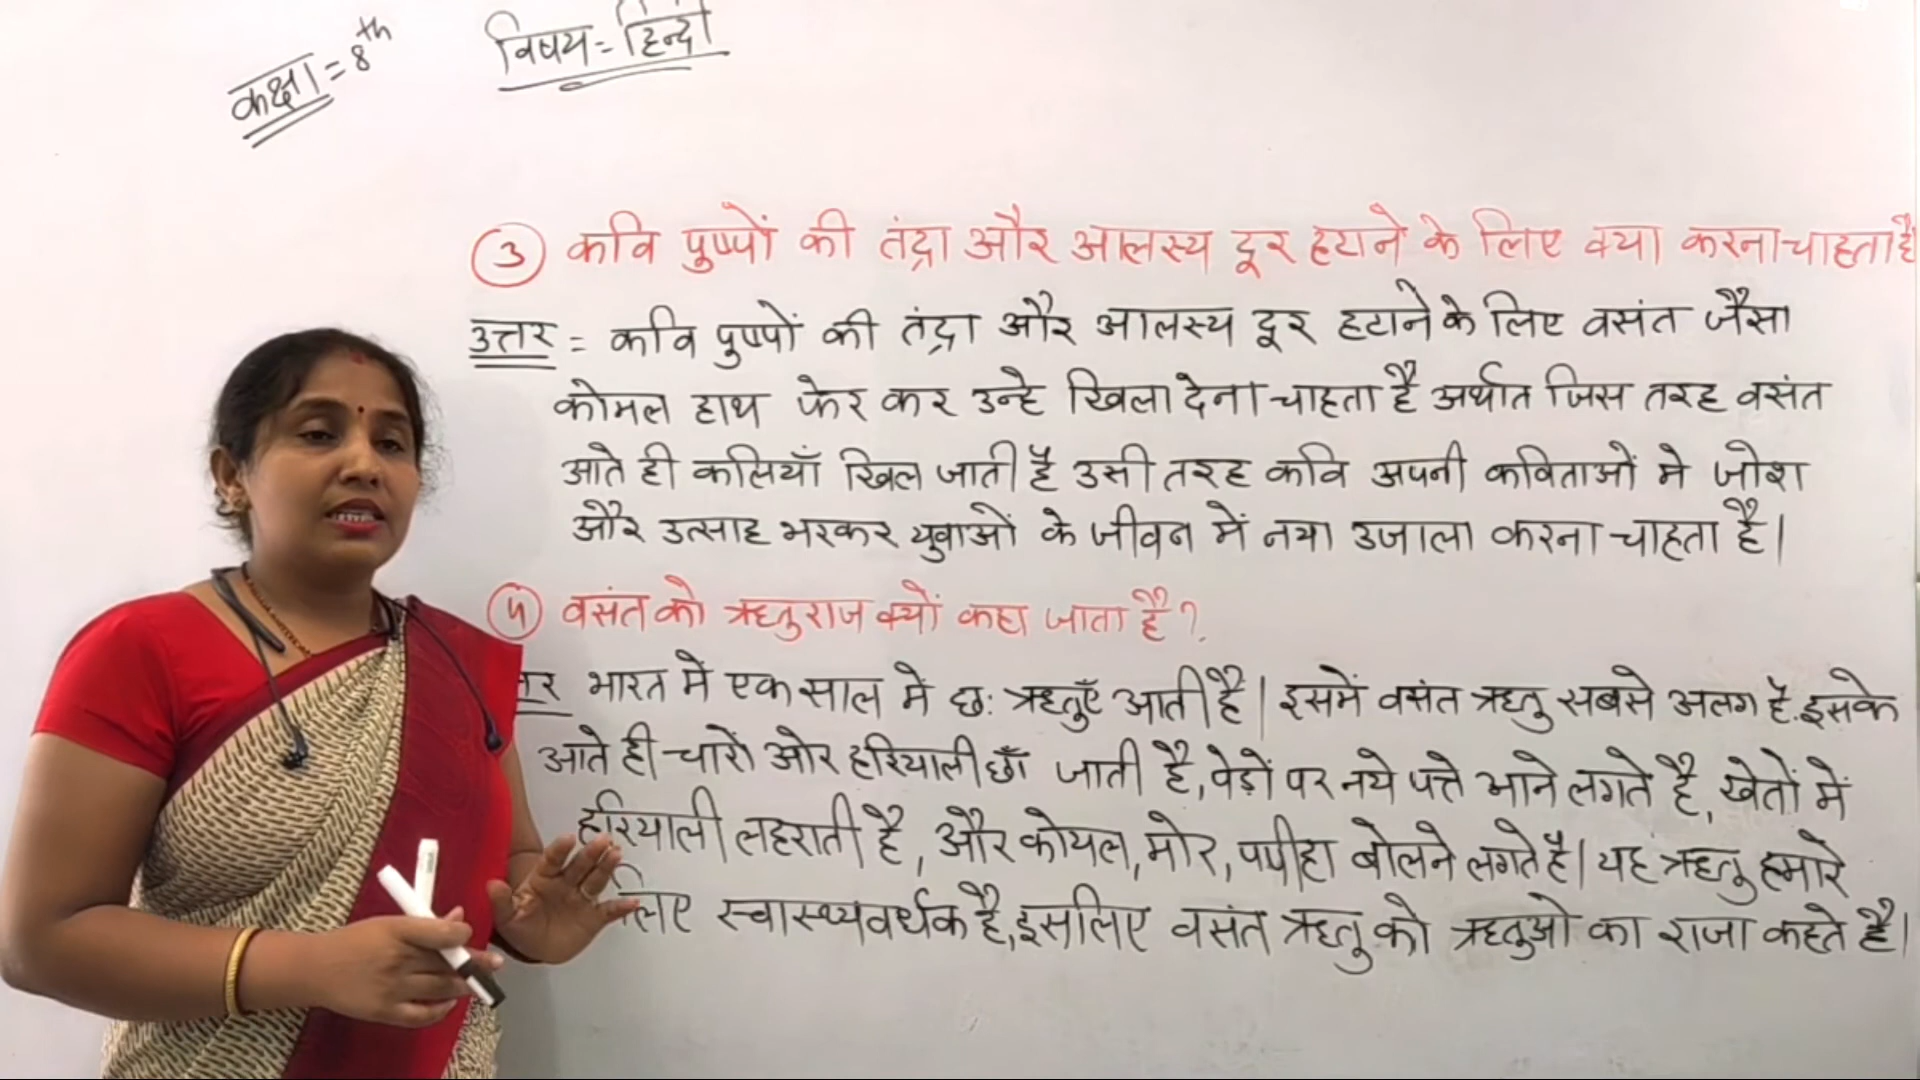 कक्षा = 8th
विषय = हिन्दी
③ कवि पुष्पों की तंद्रा और आलस्य दूर हटाने के लिए क्या करना चाहता है
उत्तर = कवि पुष्पों की तंद्रा और आलस्य दूर हटाने के लिए वसंत जैसा
कोमल हाथ फेर कर उन्हे खिला देना चाहता है अर्थात जिस तरह वसंत
आते ही कलियाँ खिल जाती है उसी तरह कवि अपनी कविताओं मे जोश
और उत्साह भरकर युवाओं के जीवन में नया उजाला करना चाहता है।
④ वसंत को ऋतुराज क्यों कहा जाता है?
भारत में एक साल में छः ऋतुएँ आती है। इसमें वसंत ऋतु सबसे अलग है. इसके
आते ही चारो ओर हरियाली छाँ जाती है, पेड़ों पर नये पत्ते आने लगते है, खेतों में
हरियाली लहराती है, और कोयल, मोर, पपीहा बोलने लगते है। यह ऋतु हमारे
लिए स्वास्थ्यवर्धक है, इसलिए वसंत ऋतु को ऋतुओ का राजा कहते है।